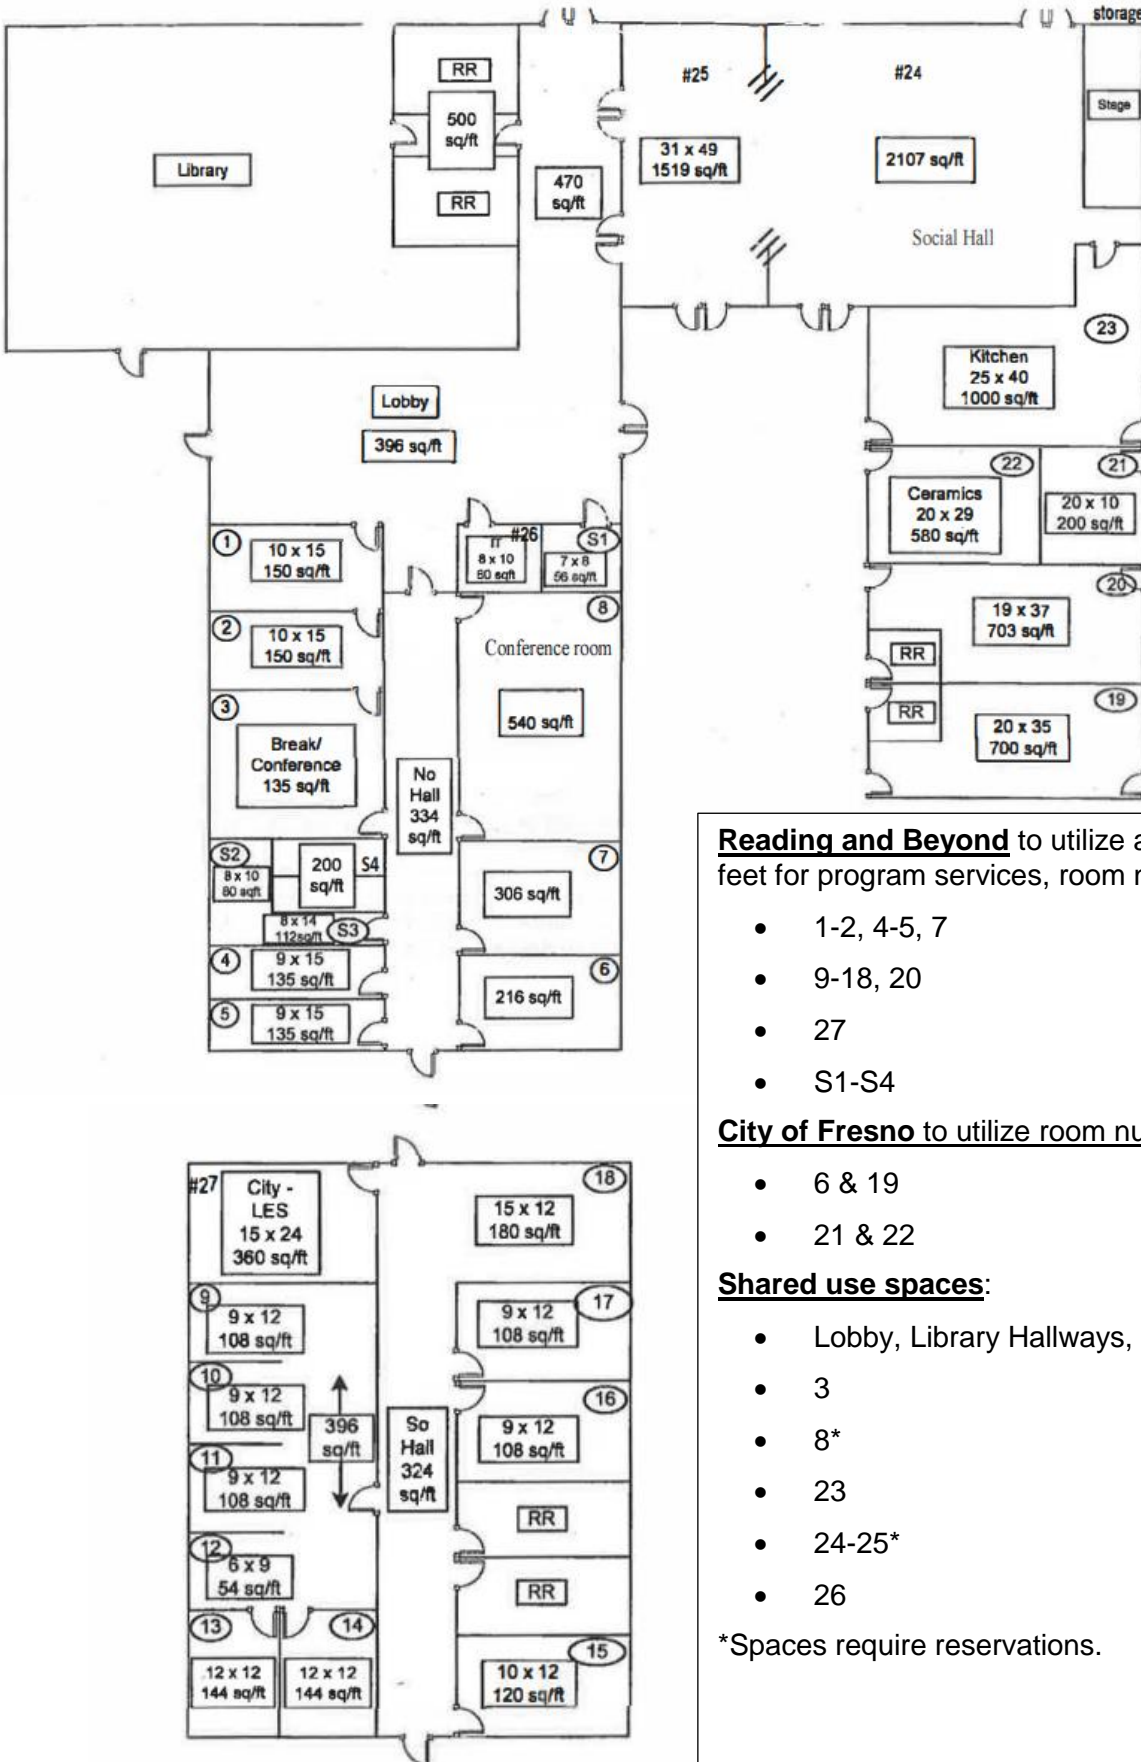 storage
RR
500
sq/ft
RR
Library
470
sq/ft
#25
31 x 49
1519 sq/ft
#24
2107 sq/ft
Social Hall
Stage
23
Kitchen
25 x 40
1000 sq/ft
Lobby
396 sq/ft
22
Ceramics
20 x 29
580 sq/ft
21
20 x 10
200 sq/ft
20
19 x 37
703 sq/ft
RR
RR
19
20 x 35
700 sq/ft
1
10 x 15
150 sq/ft
2
10 x 15
150 sq/ft
3
Break/
Conference
135 sq/ft
S2
8 x 10
80 sqft
200
sq/ft
S4
8 x 14
112sq/ft
S3
4
9 x 15
135 sq/ft
5
9 x 15
135 sq/ft
No
Hall
334
sq/ft
rr
#26
8 x 10
S1
7 x 8
56 sq/ft
8
Conference room
540 sq/ft
7
306 sq/ft
6
216 sq/ft
#27
City -
LES
15 x 24
360 sq/ft
9
9 x 12
108 sq/ft
10
9 x 12
108 sq/ft
11
9 x 12
108 sq/ft
12
6 x 9
54 sq/ft
396
sq/ft
13
12 x 12
144 sq/ft
14
12 x 12
144 sq/ft
So
Hall
324
sq/ft
18
15 x 12
180 sq/ft
17
9 x 12
108 sq/ft
16
9 x 12
108 sq/ft
RR
RR
15
10 x 12
120 sq/ft
Reading and Beyond to utilize
feet for program services, room
• 1-2, 4-5, 7
• 9-18, 20
• 27
• S1-S4
City of Fresno to utilize room
• 6 & 19
• 21 & 22
Shared use spaces:
• Lobby, Library Hallways,
• 3
• 8*
• 23
• 24-25*
• 26
*Spaces require reservations.